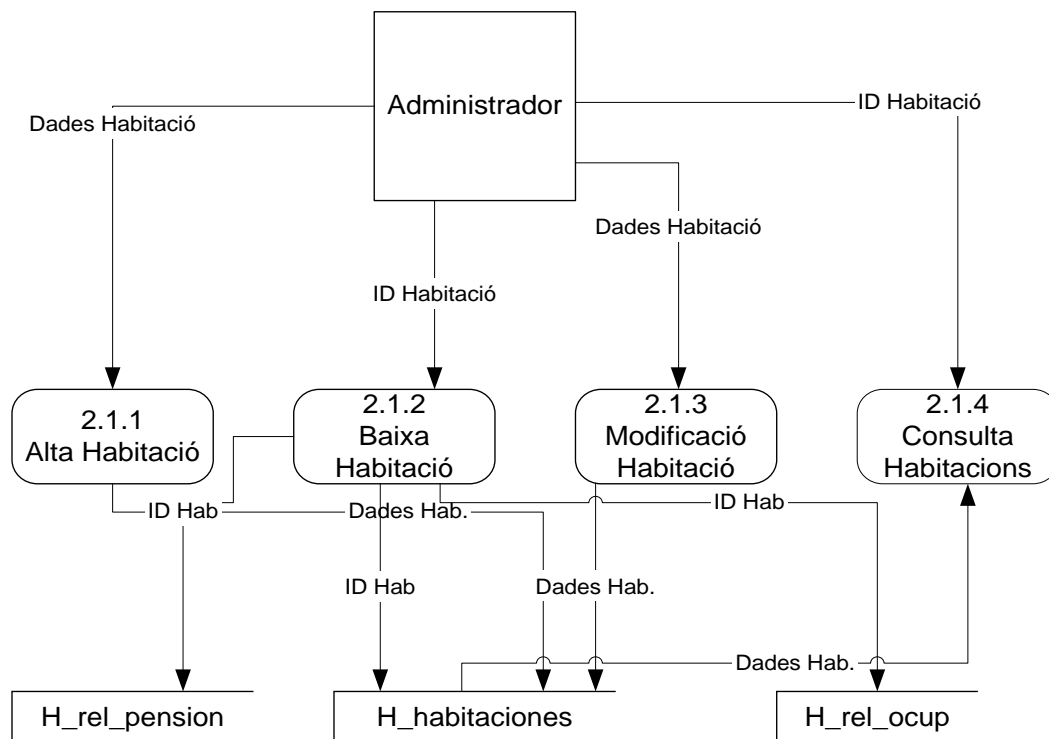 Administrador
ID Habitació
Dades Habitació
Dades Habitació
ID Habitació
2.1.1
Alta Habitació
2.1.2
Baixa
Habitació
2.1.3
Modificació
Habitació
2.1.4
Consulta
Habitacions
ID Hab
Dades Hab.
ID Hab
ID Hab
Dades Hab.
Dades Hab.
H_rel_pension
H_habitaciones
H_rel_ocup